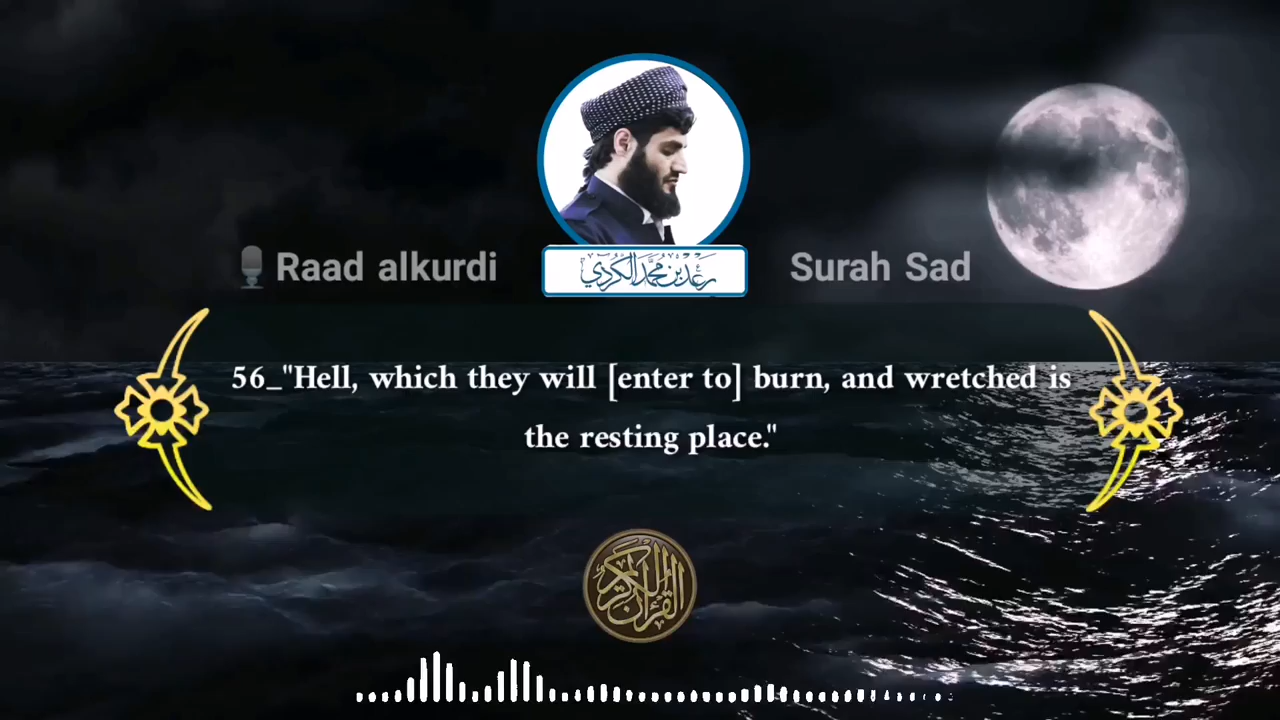 Raad alkurdi
رعد بن محمد الكردي
Surah Sad
56_"Hell, which they will [enter to] burn, and wretched is
the resting place."
القرآن الكريم